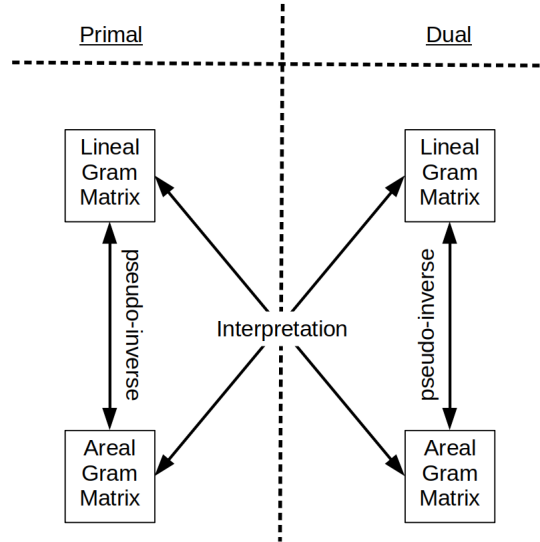 Primal
Dual
Lineal
Gram
Matrix
Lineal
Gram
Matrix
pseudo-inverse
pseudo-inverse
Interpretation
Areal
Gram
Matrix
Areal
Gram
Matrix